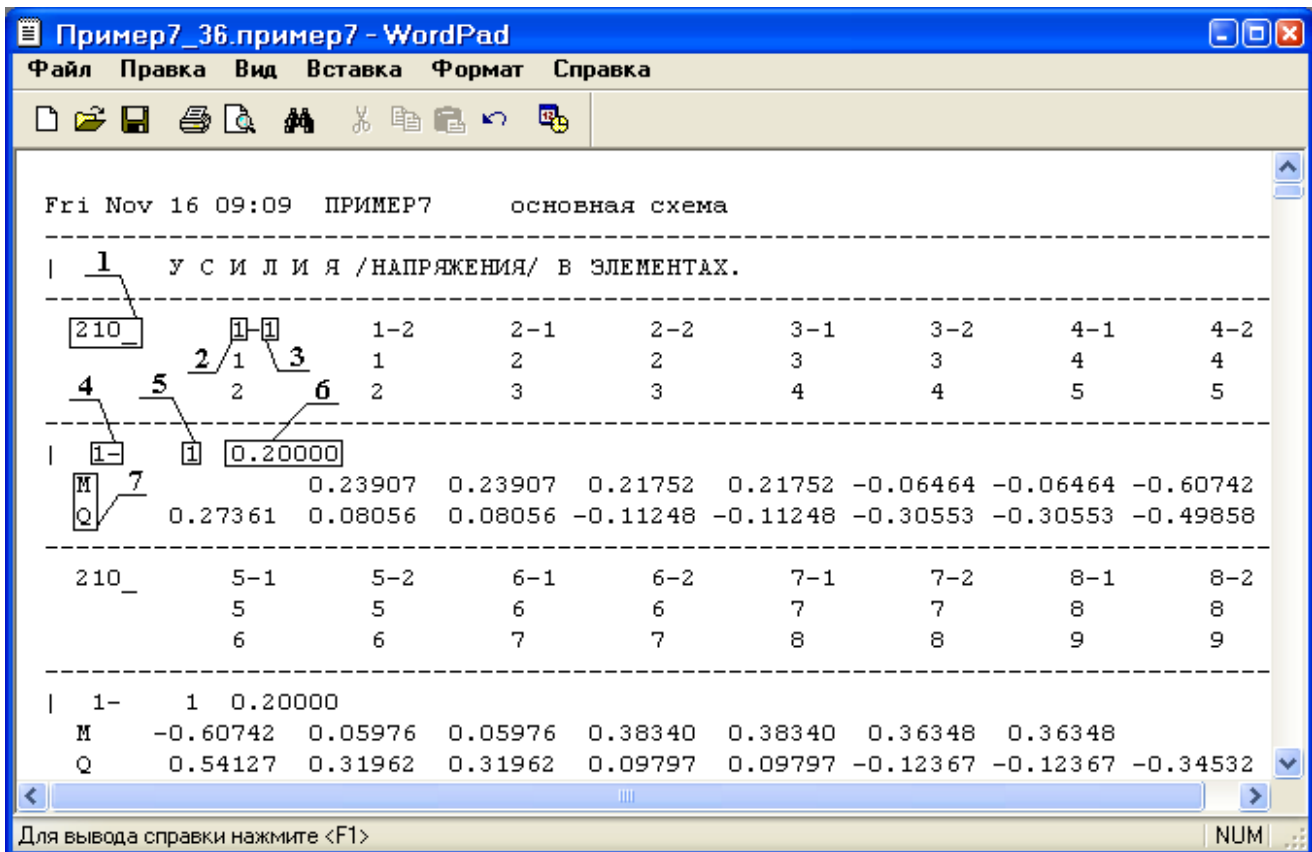 Пример7_36.пример7 - WordPad
Файл Правка Вид Вставка Формат Справка
Fri Nov 16 09:09 ПРИМЕР7 основная схема
------------------------------------------------------------
| 1 У С И Л И Я /НАПРЯЖЕНИЯ/ В ЭЛЕМЕНТАХ.
------------------------------------------------------------
210_ 1-1 1-2 2-1 2-2 3-1 3-2 4-1 4-2
2 1 3 1 2 2 3 3 4 4
4 5 2 6 2 3 3 4 4 5 5
------------------------------------------------------------
| 1- 1 0.20000
M 7 0.23907 0.23907 0.21752 0.21752 -0.06464 -0.06464 -0.60742
Q 0.27361 0.08056 0.08056 -0.11248 -0.11248 -0.30553 -0.30553 -0.49858
------------------------------------------------------------
210_ 5-1 5-2 6-1 6-2 7-1 7-2 8-1 8-2
5 5 6 6 7 7 8 8
6 6 7 7 8 8 9 9
------------------------------------------------------------
| 1- 1 0.20000
M -0.60742 0.05976 0.05976 0.38340 0.38340 0.36348 0.36348
Q 0.54127 0.31962 0.31962 0.09797 0.09797 -0.12367 -0.12367 -0.34532
Для вывода справки нажмите <F1> NUM